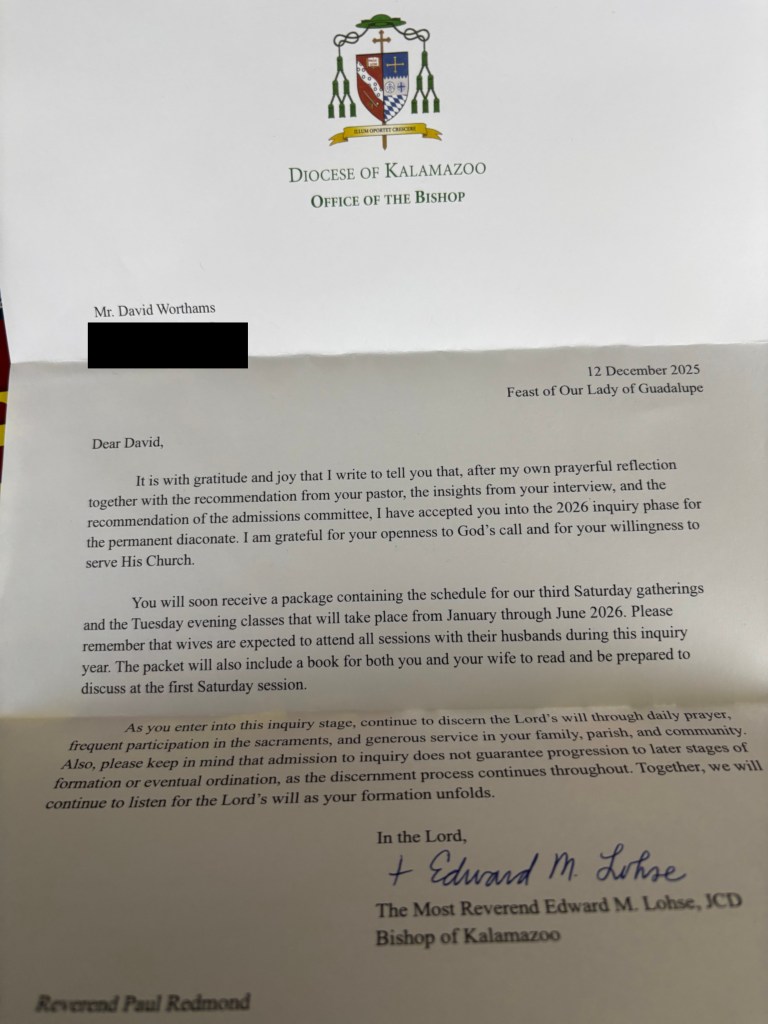 ILLUM OPORTET CRESCERE
DIOCESE OF KALAMAZOO
OFFICE OF THE BISHOP
Mr. David Worthams
12 December 2025
Feast of Our Lady of Guadalupe
Dear David,
It is with gratitude and joy that I write to tell you that, after my own prayerful reflection
together with the recommendation from your pastor, the insights from your interview, and the
recommendation of the admissions committee, I have accepted you into the 2026 inquiry phase for
the permanent diaconate. I am grateful for your openness to God's call and for your willingness to
serve His Church.
You will soon receive a package containing the schedule for our third Saturday gatherings
and the Tuesday evening classes that will take place from January through June 2026. Please
remember that wives are expected to attend all sessions with their husbands during this inquiry
year. The packet will also include a book for both you and your wife to read and be prepared to
discuss at the first Saturday session.
As you enter into this inquiry stage, continue to discern the Lord's will through daily prayer,
frequent participation in the sacraments, and generous service in your family, parish, and community.
Also, please keep in mind that admission to inquiry does not guarantee progression to later stages of
formation or eventual ordination, as the discernment process continues throughout. Together, we will
continue to listen for the Lord's will as your formation unfolds.
In the Lord,
+ Edward M. Lohse
The Most Reverend Edward M. Lohse, JCD
Bishop of Kalamazoo
Reverend Paul Redmond